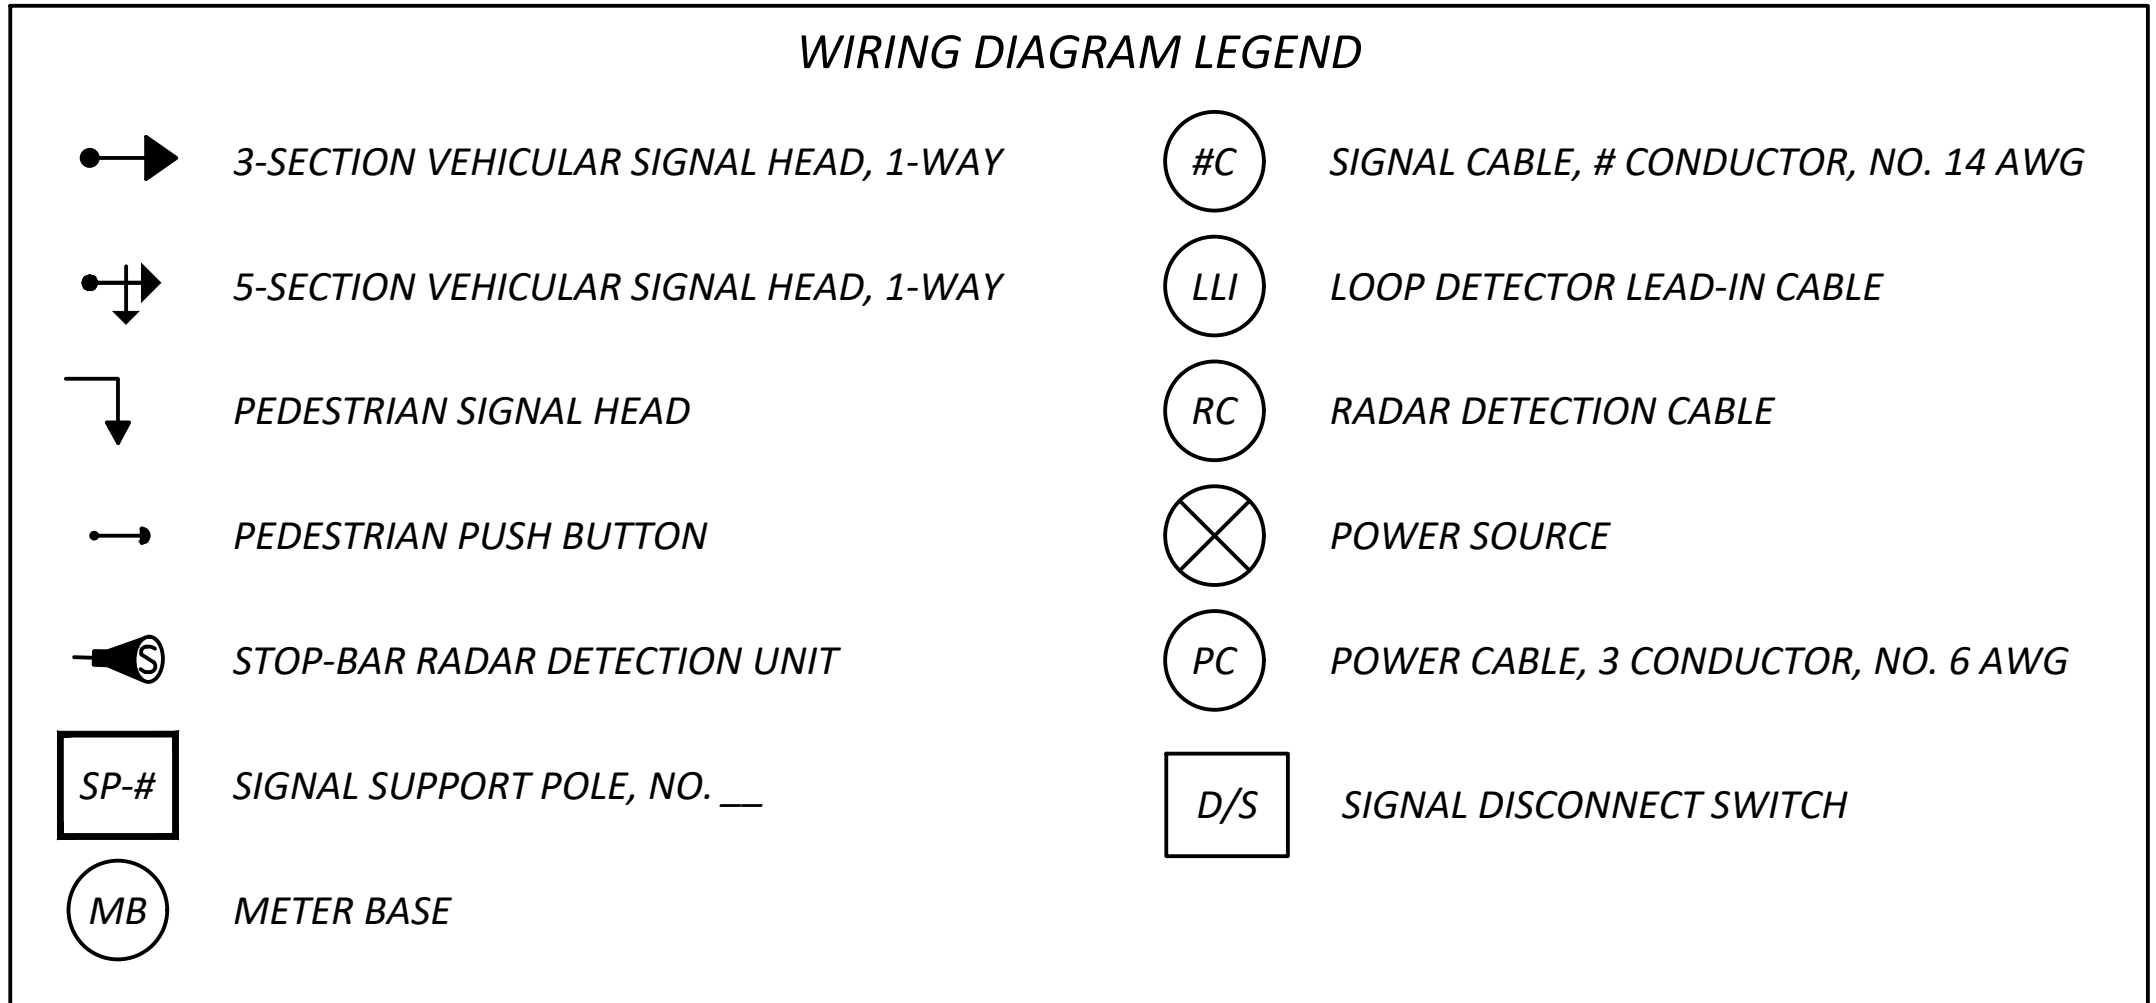 WIRING DIAGRAM LEGEND
3-SECTION VEHICULAR SIGNAL HEAD, 1-WAY
5-SECTION VEHICULAR SIGNAL HEAD, 1-WAY
PEDESTRIAN SIGNAL HEAD
PEDESTRIAN PUSH BUTTON
S STOP-BAR RADAR DETECTION UNIT
SP-# SIGNAL SUPPORT POLE, NO. __
MB METER BASE
#C SIGNAL CABLE, # CONDUCTOR, NO. 14 AWG
LLI LOOP DETECTOR LEAD-IN CABLE
RC RADAR DETECTION CABLE
POWER SOURCE
PC POWER CABLE, 3 CONDUCTOR, NO. 6 AWG
D/S SIGNAL DISCONNECT SWITCH